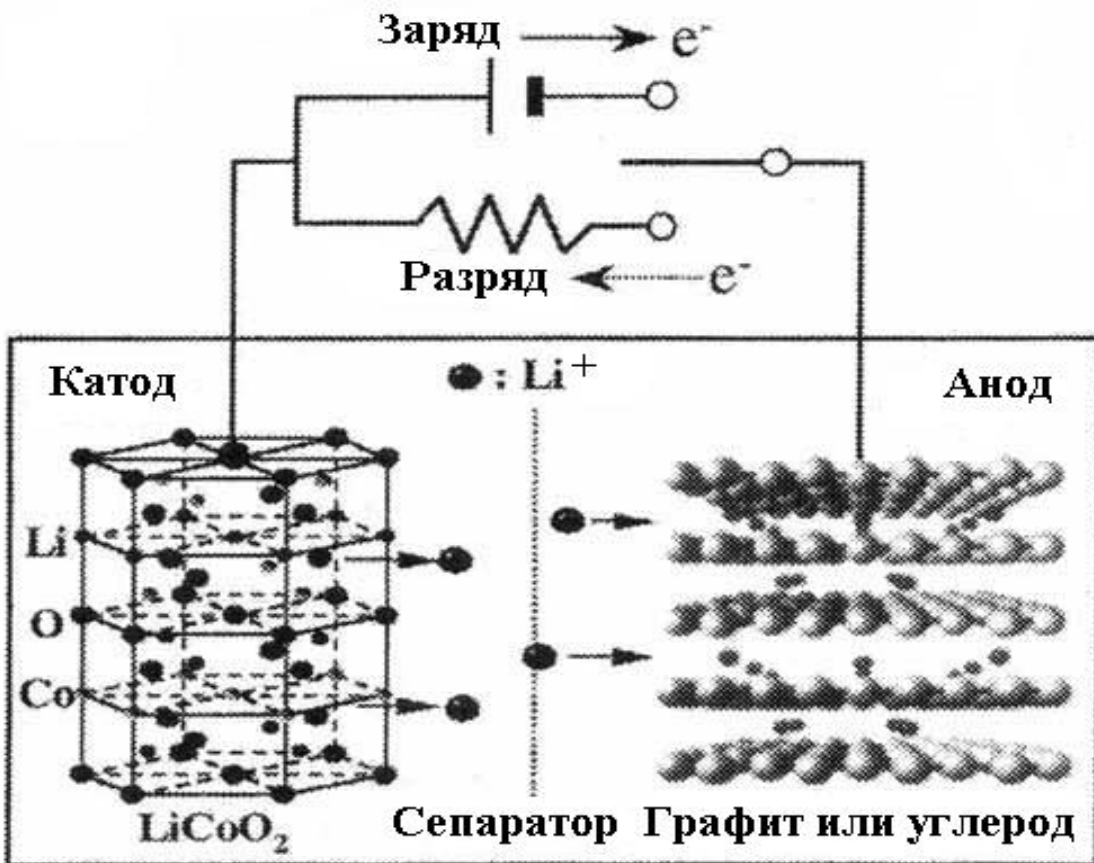 Заряд e⁻
Разряд e⁻
Катод : Li⁺ Анод
Li
O
Co
LiCoO₂
Сепаратор Графит или углерод